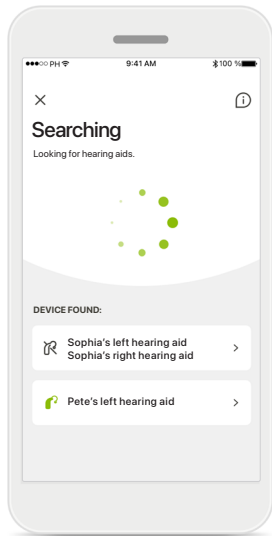 PH
9:41 AM
100 %
Searching
Looking for hearing aids.
DEVICE FOUND:
Sophia's left hearing aid
Sophia's right hearing aid
Pete's left hearing aid